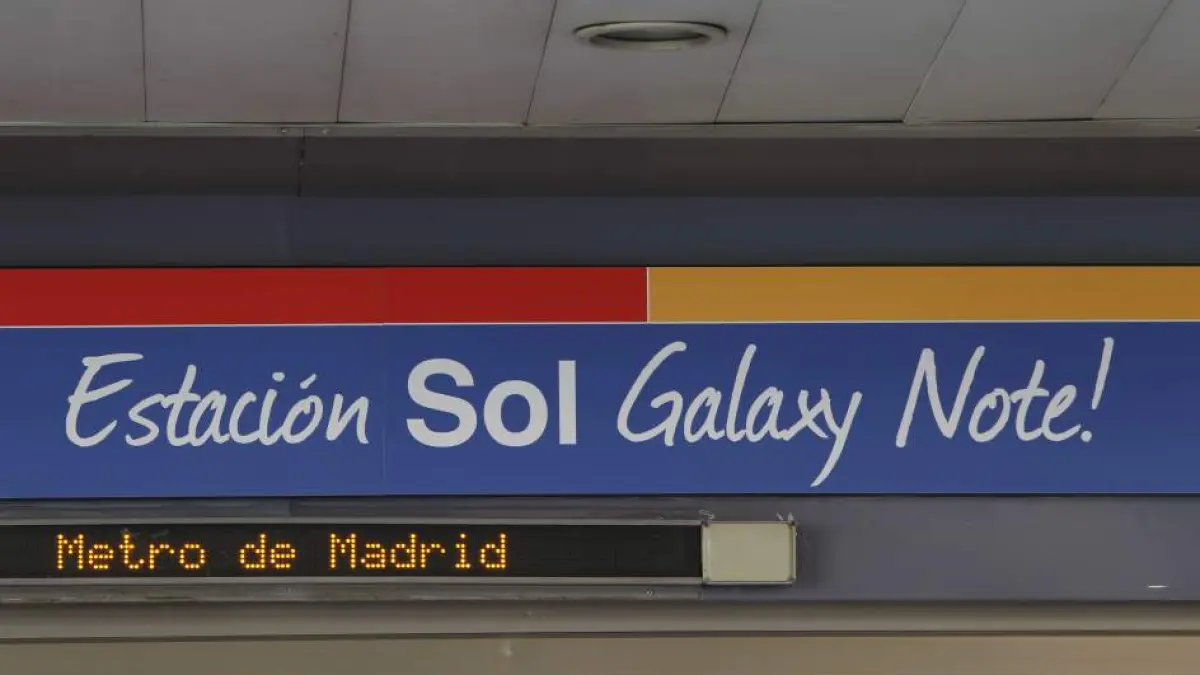 Estación Sol Galaxy Note!
Metro de Madrid